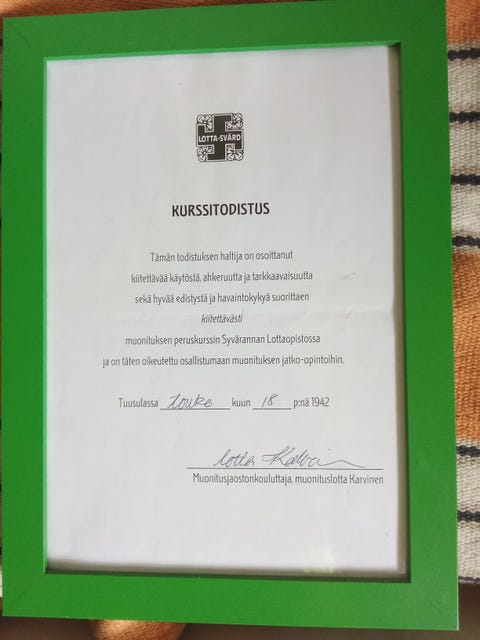 LOTTA-SVÄRD
KURSSITODISTUS
Tämän todistuksen haltija on osoittanut
kiitettävää käytöstä, ahkeruutta ja tarkkaavaisuutta
sekä hyvää edistystä ja havaintokykyä suorittaen
kiitettävästi
muonituksen peruskurssin Syvärannan Lottaopistossa
ja on täten oikeutettu osallistumaan muonituksen jatko-opintoihin.
Tuusulassa touko kuun 18 p:nä 1942
Lotta Karvinen
Muonitusjaostonkouluttaja, muonituslotta Karvinen